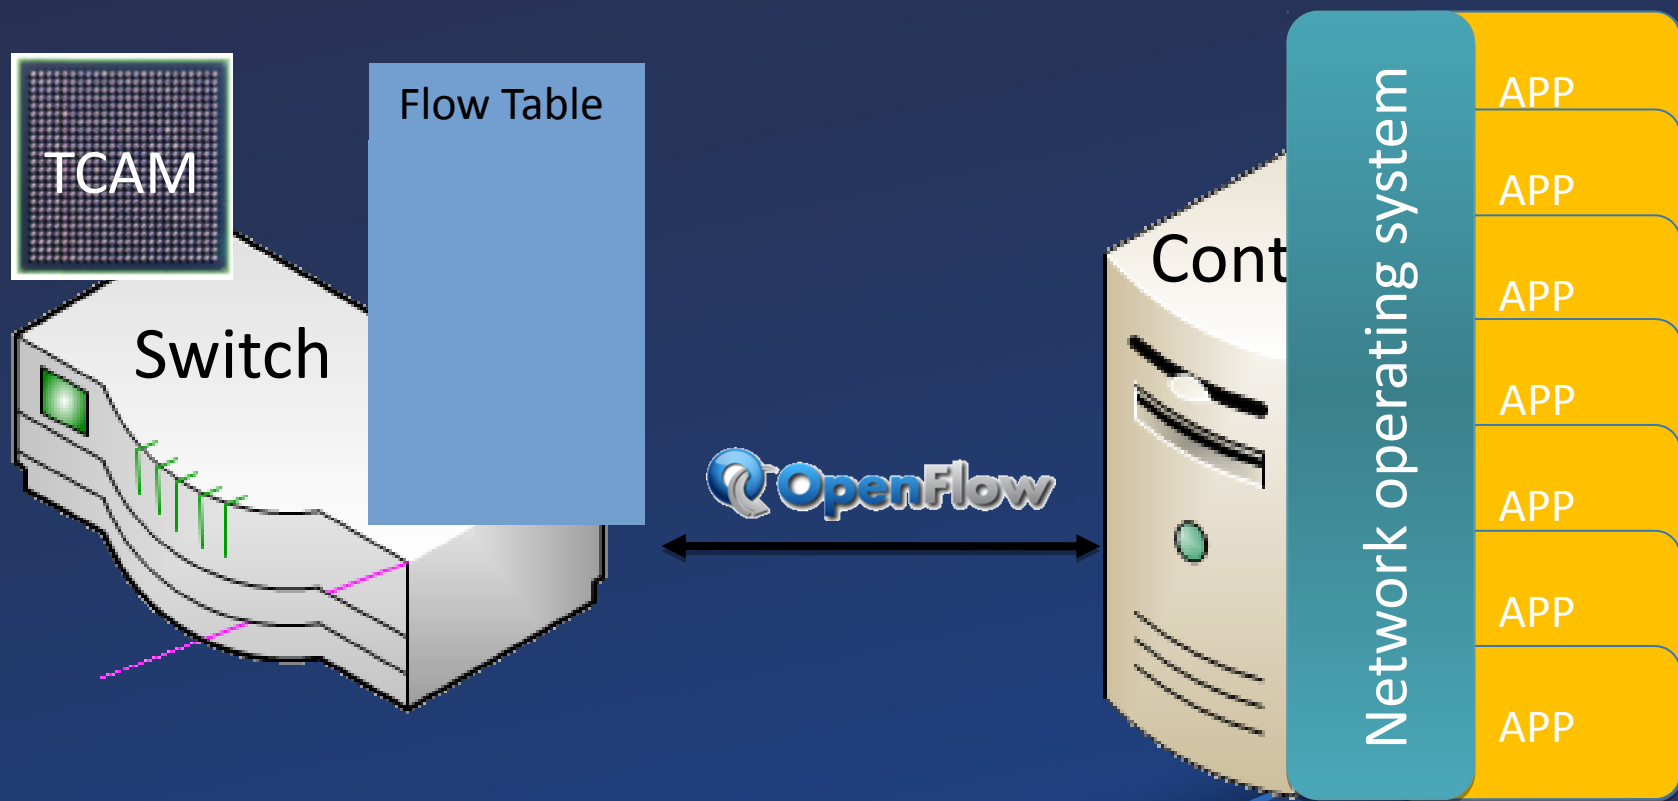 TCAM
Flow Table
Switch
OpenFlow
Cont
Network operating system
APP
APP
APP
APP
APP
APP
APP